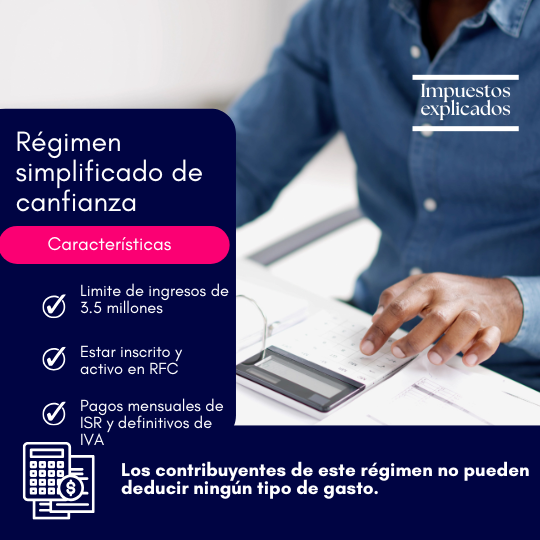 Impuestos
explicados
Régimen
simplificado de
canfianza
Características
Limite de ingresos de
3.5 millones
Estar inscrito y
activo en RFC
Pagos mensuales de
ISR y definitivos de
IVA
$
Los contribuyentes de este régimen no pueden
deducir ningún tipo de gasto.